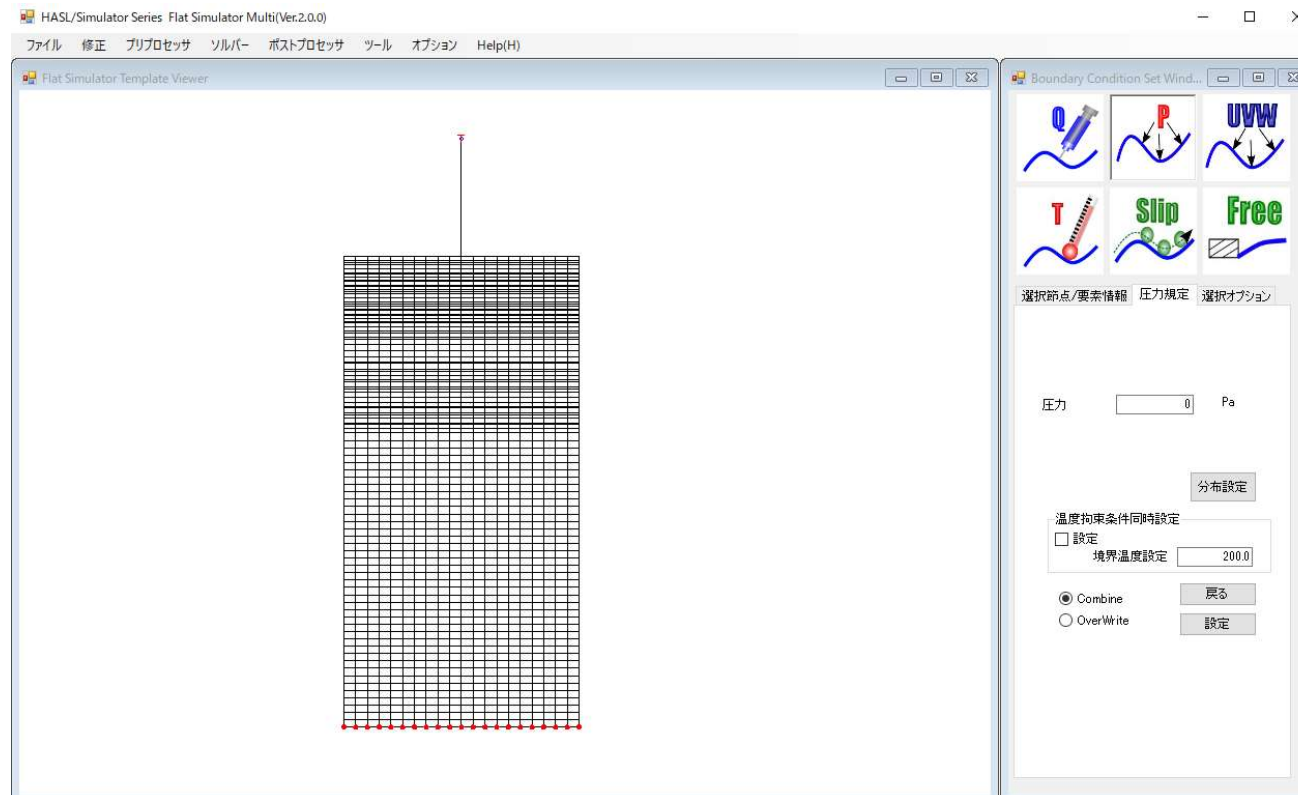 HASL/Simulator Series Flat Simulator Multi(Ver.2.0.0)
ファイル 修正 プリプロセッサ ソルバー ポストプロセッサ ツール オプション Help(H)
Flat Simulator Template Viewer
Boundary Condition Set Wind...
Q P UVW
T Slip Free
選択節点/要素情報 圧力規定 選択オプション
圧力 0 Pa
分布設定
温度拘束条件同時設定
設定
境界温度設定 200.0
Combine 戻る
OverWrite 設定